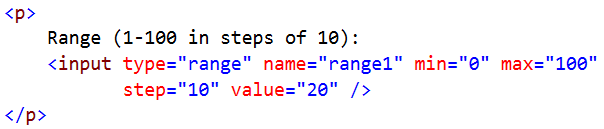 <p>
Range (1-100 in steps of 10):
<input type="range" name="range1" min="0" max="100"
step="10" value="20" />
</p>